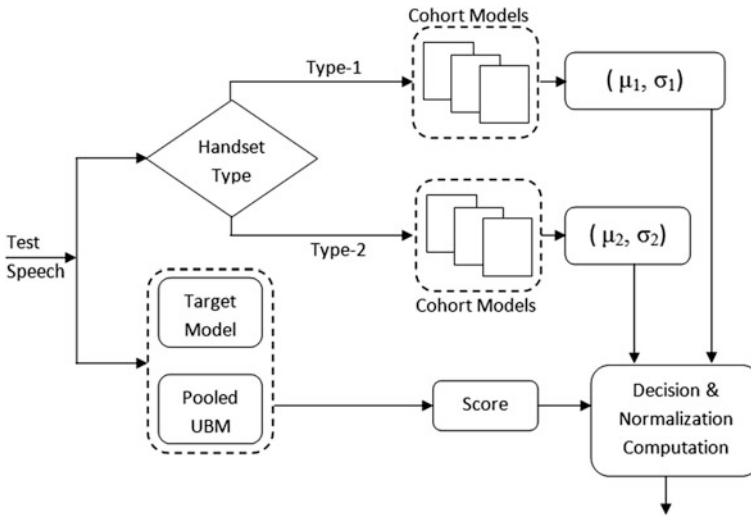 Cohort Models
Type-1
( μ₁, σ₁)
Handset
Type
Type-2
( μ₂, σ₂)
Cohort Models
Test
Speech
Target
Model
Pooled
UBM
Score
Decision &
Normalization
Computation